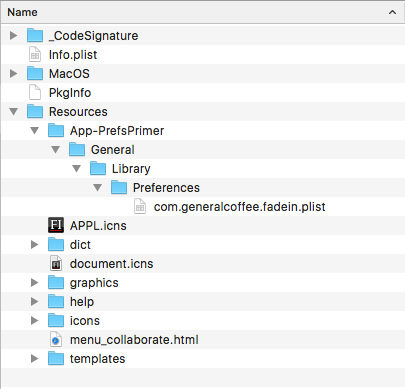 Name
_CodeSignature
Info.plist
MacOS
PkgInfo
Resources
App-PrefsPrimer
General
Library
Preferences
com.generalcoffee.fadein.plist
FI APPL.icns
dict
document.icns
graphics
help
icons
menu_collaborate.html
templates